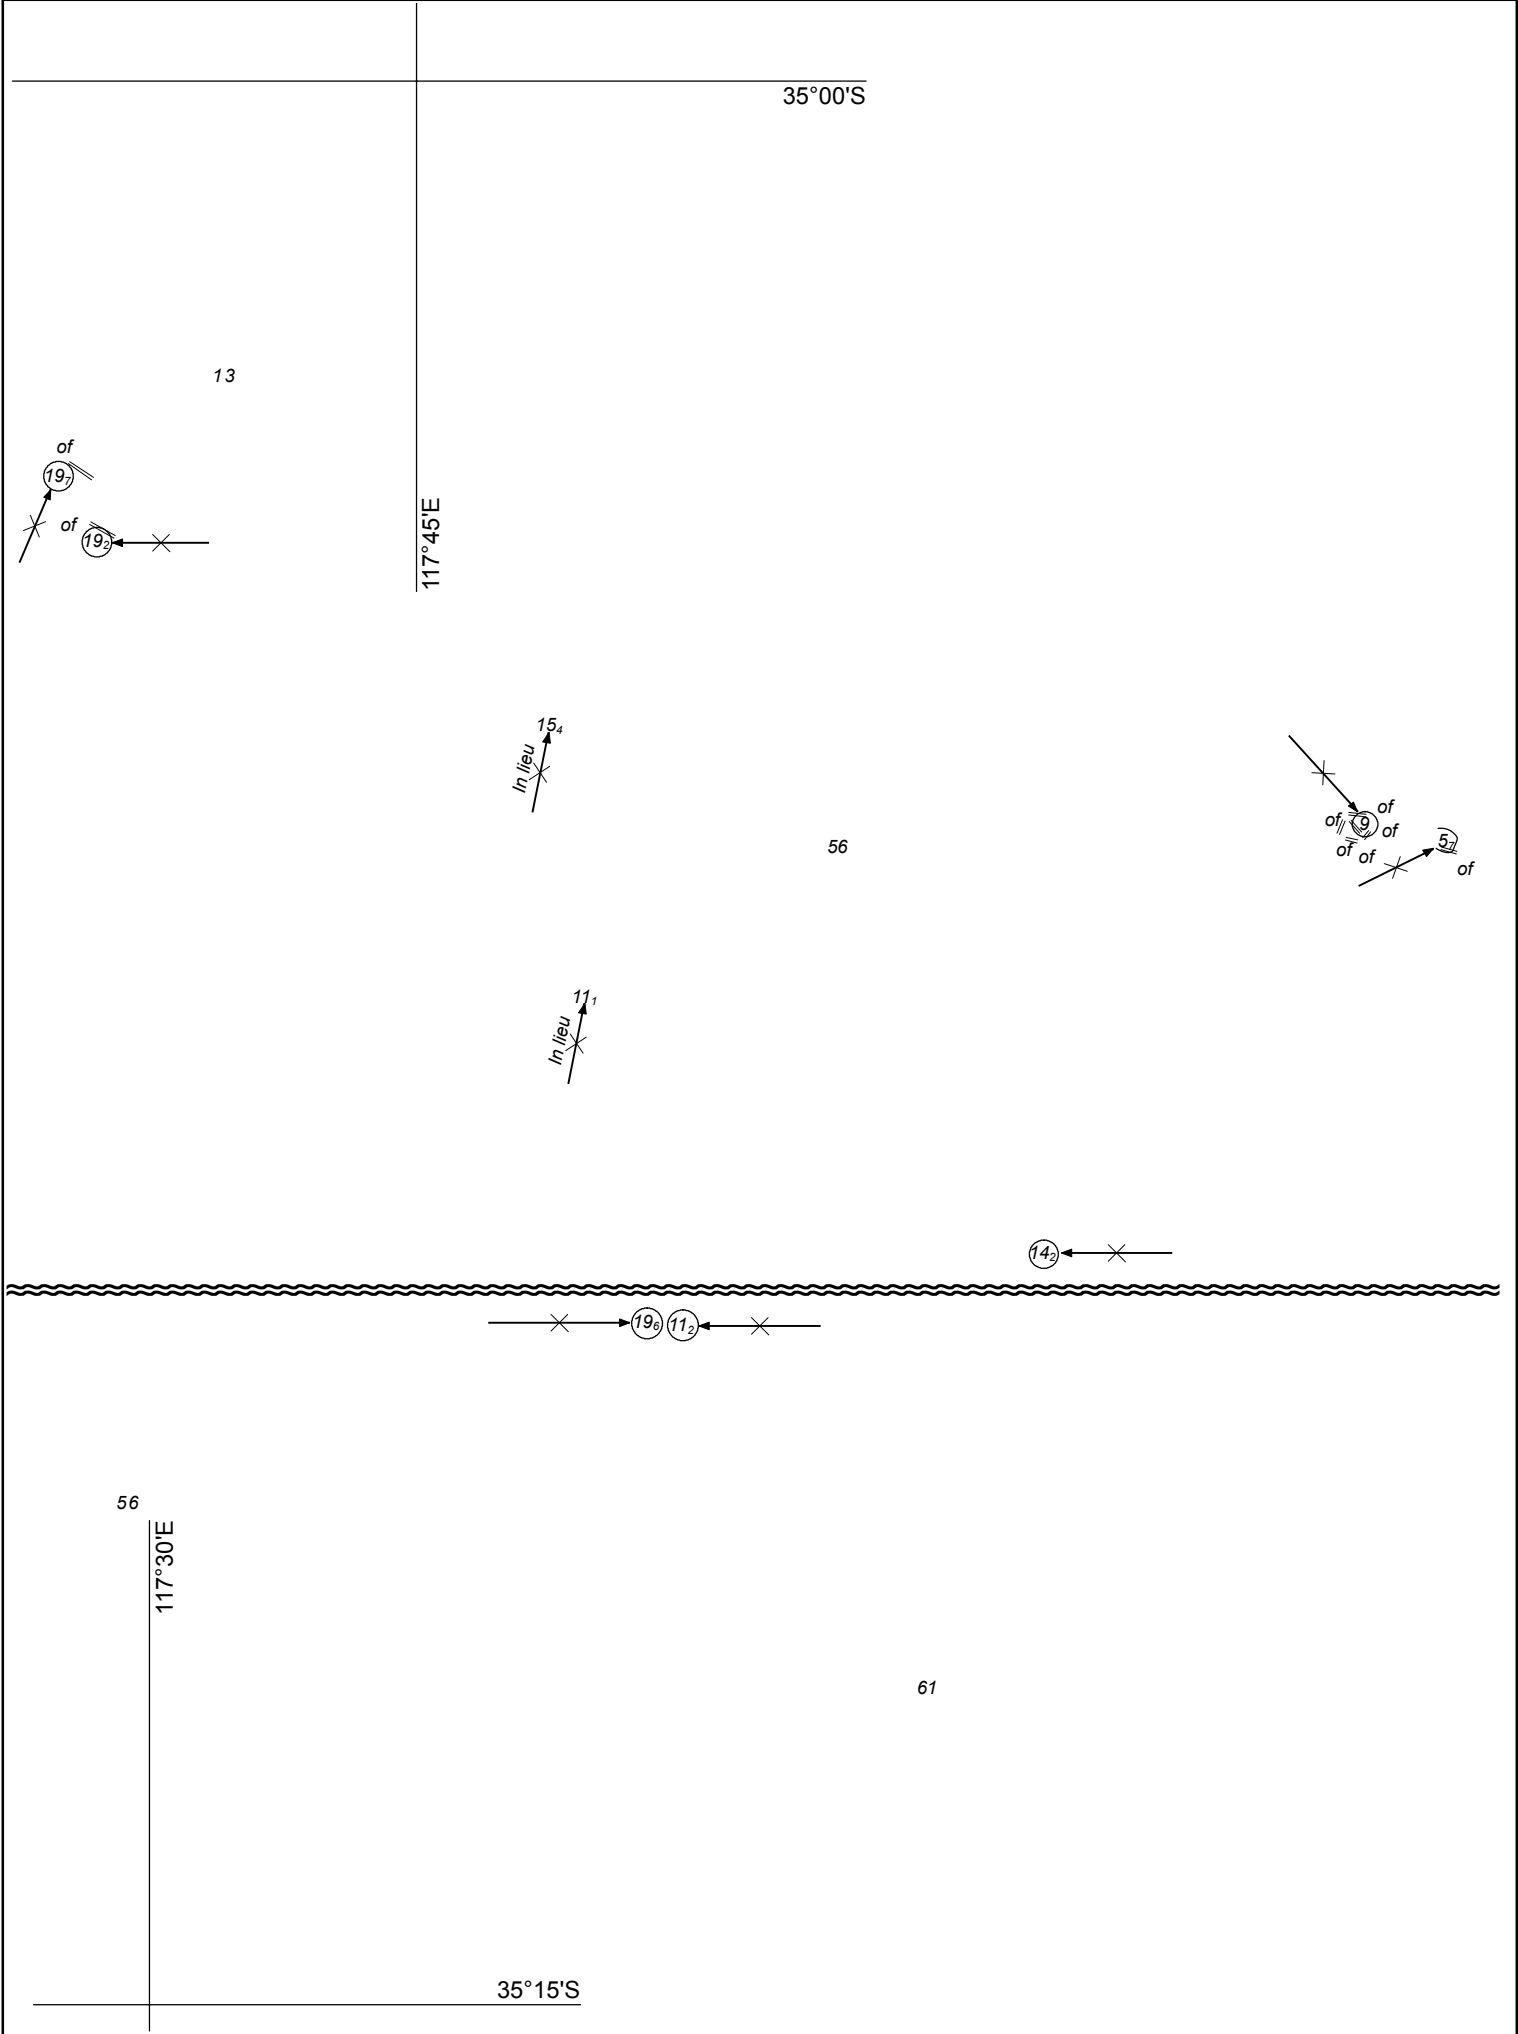 35°00'S
13
of
19₇
117°45'E
of
19₂
15₄
In lieu
of
of
9
of
5₇
56
of
of
of
11₁
In lieu
14₂
19₆
11₂
56
117°30'E
61
35°15'S